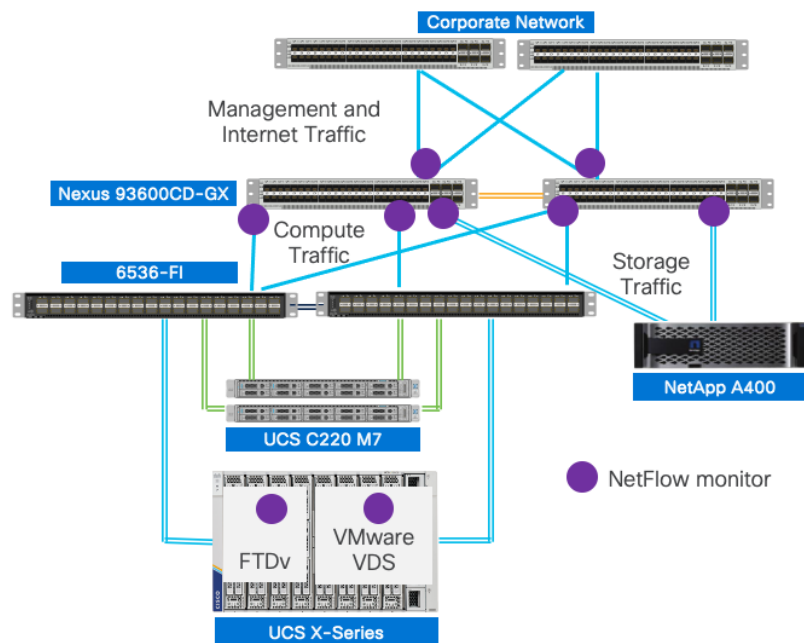 Corporate Network
Management and
Internet Traffic
Nexus 93600CD-GX
Compute
Traffic
Storage
Traffic
6536-FI
NetApp A400
UCS C220 M7
NetFlow monitor
FTDv
VMware
VDS
CISCO
UCS X-Series